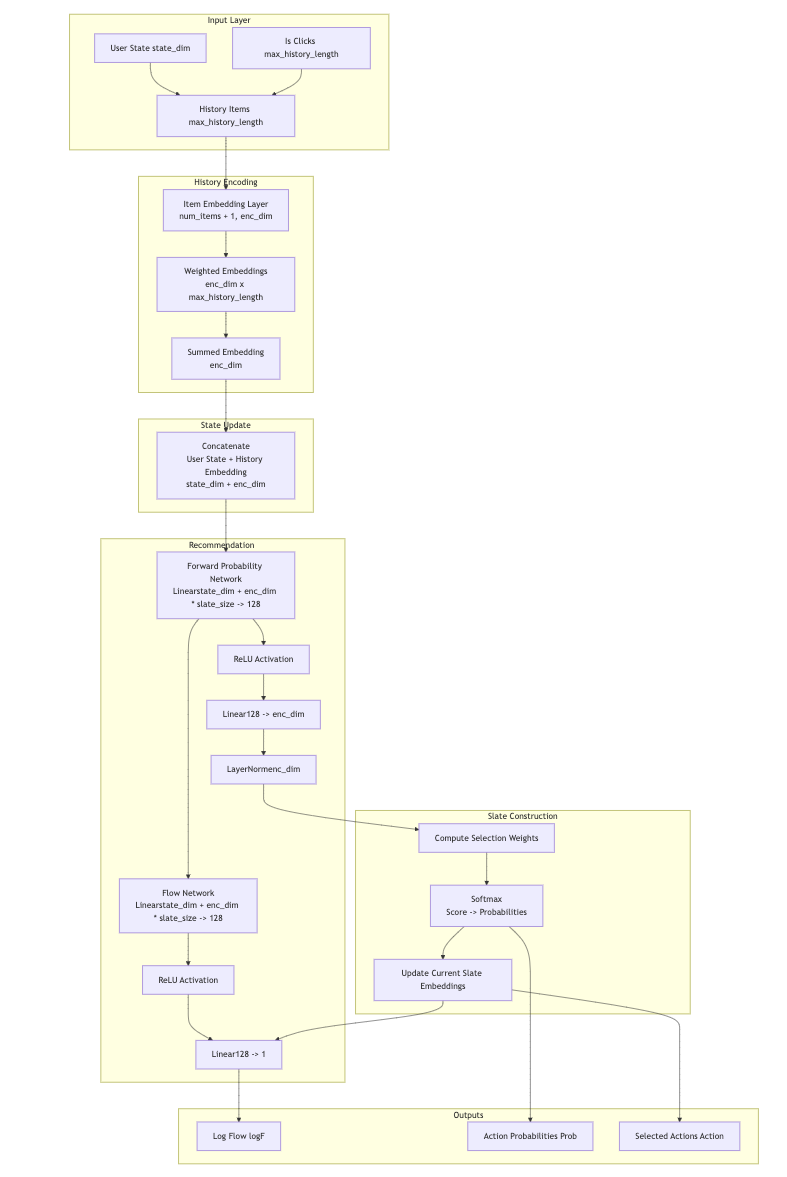 Input Layer
User State state_dim
Is Clicks
max_history_length
History Items
max_history_length
History Encoding
Item Embedding Layer
num_items + 1, enc_dim
Weighted Embeddings
enc_dim x
max_history_length
Summed Embedding
enc_dim
State Update
Concatenate
User State + History
Embedding
state_dim + enc_dim
Recommendation
Forward Probability
Network
Linearstate_dim + enc_dim
* slate_size -> 128
ReLU Activation
Linear128 -> enc_dim
LayerNormenc_dim
Slate Construction
Compute Selection Weights
Softmax
Score -> Probabilities
Flow Network
Linearstate_dim + enc_dim
* slate_size -> 128
Update Current Slate
Embeddings
ReLU Activation
Linear128 -> 1
Outputs
Log Flow logF
Action Probabilities Prob
Selected Actions Action